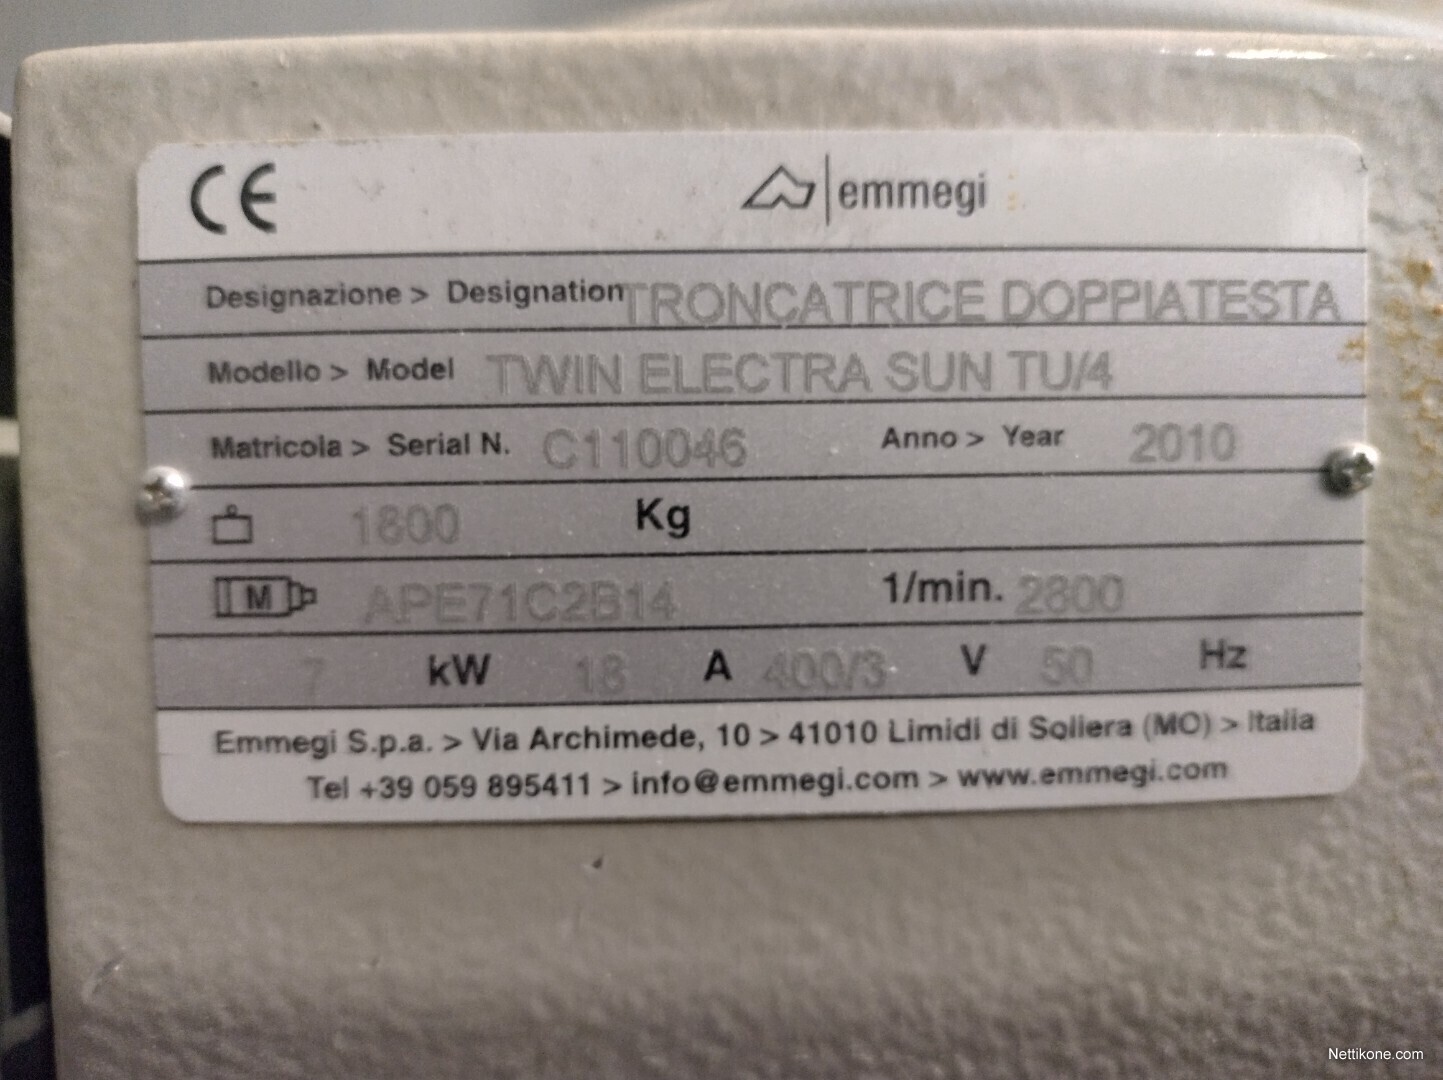 CE emmegi
Designazione > Designation TRONCATRICE DOPPIATESTA
Modello > Model TWIN ELECTRA SUN TU/4
Matricola > Serial N. C110046 Anno > Year 2010
1800 Kg
M APE71C2B14 1/min. 2800
7 kW 18 A 400/3 V 50 Hz
Emmegi S.p.a. > Via Archimede, 10 > 41010 Limidi di Soliera (MO) > Italia
Tel +39 059 895411 > info@emmegi.com > www.emmegi.com
Nettikone.com